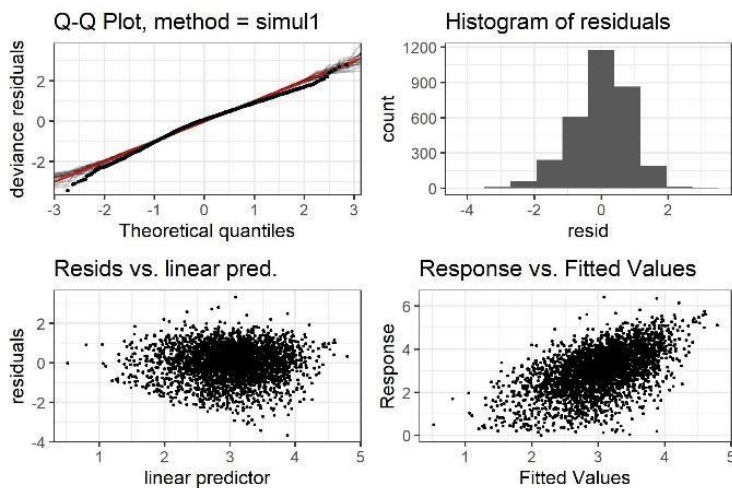 Q-Q Plot, method = simul1
deviance residuals
2
0
-2
-3 -2 -1 0 1 2 3
Theoretical quantiles
Histogram of residuals
count
1200
900
600
300
0
-4 -2 0 2
resid
Resids vs. linear pred.
residuals
2
0
-2
-4
1 2 3 4 5
linear predictor
Response vs. Fitted Values
Response
6
4
2
0
1 2 3 4 5
Fitted Values